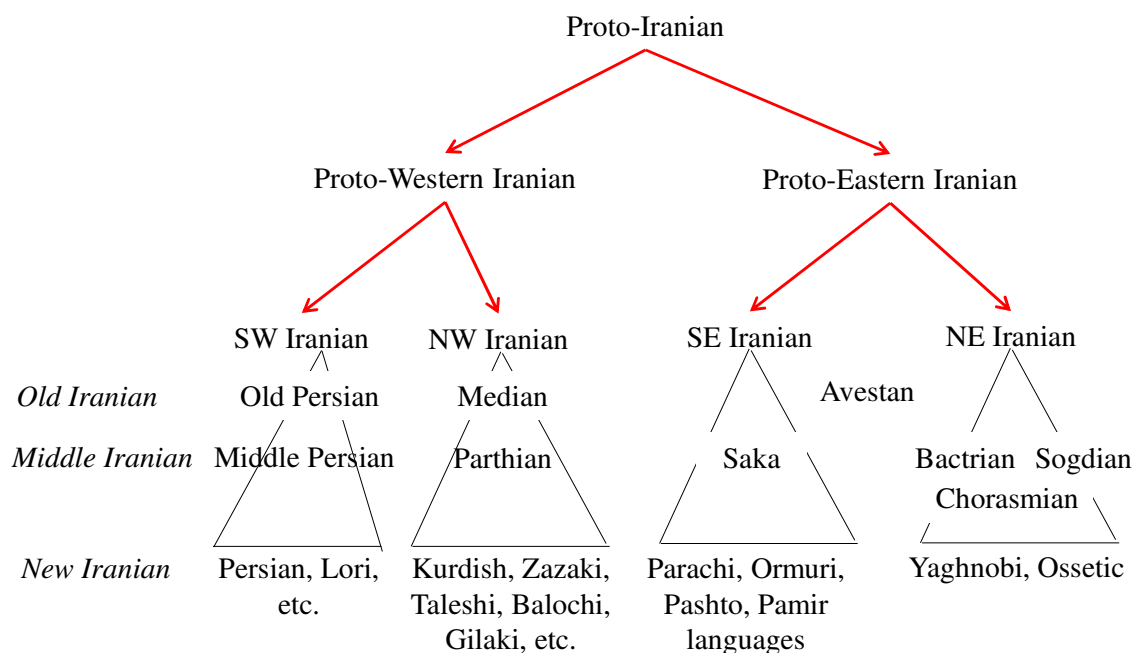 Proto-Iranian
Proto-Western Iranian Proto-Eastern Iranian
SW Iranian NW Iranian SE Iranian NE Iranian
Old Iranian Old Persian Median Avestan
Middle Iranian Middle Persian Parthian Saka Bactrian Sogdian
Chorasmian
New Iranian Persian, Lori, Kurdish, Zazaki, Parachi, Ormuri, Yaghnobi, Ossetic
etc. Taleshi, Balochi, Pashto, Pamir
Gilaki, etc. languages